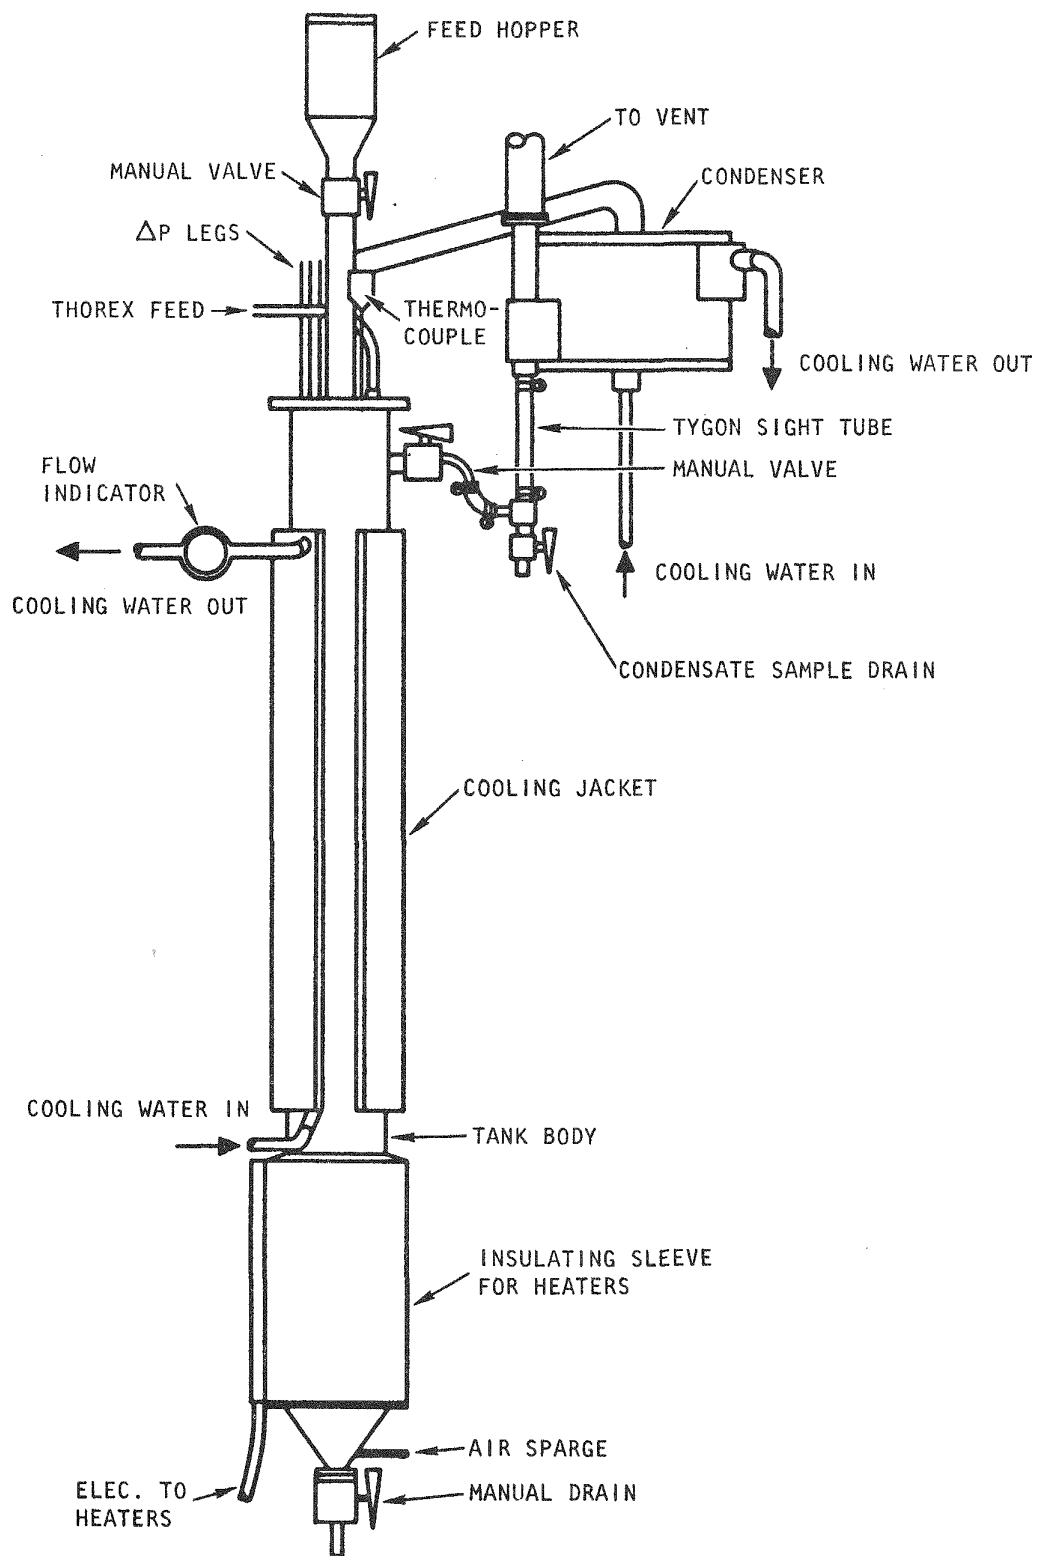 FEED HOPPER
TO VENT
MANUAL VALVE
CONDENSER
ΔP LEGS
THOREX FEED
THERMO-
COUPLE
COOLING WATER OUT
TYGON SIGHT TUBE
FLOW
INDICATOR
MANUAL VALVE
COOLING WATER IN
COOLING WATER OUT
CONDENSATE SAMPLE DRAIN
COOLING JACKET
COOLING WATER IN
TANK BODY
INSULATING SLEEVE
FOR HEATERS
AIR SPARGE
ELEC. TO
HEATERS
MANUAL DRAIN